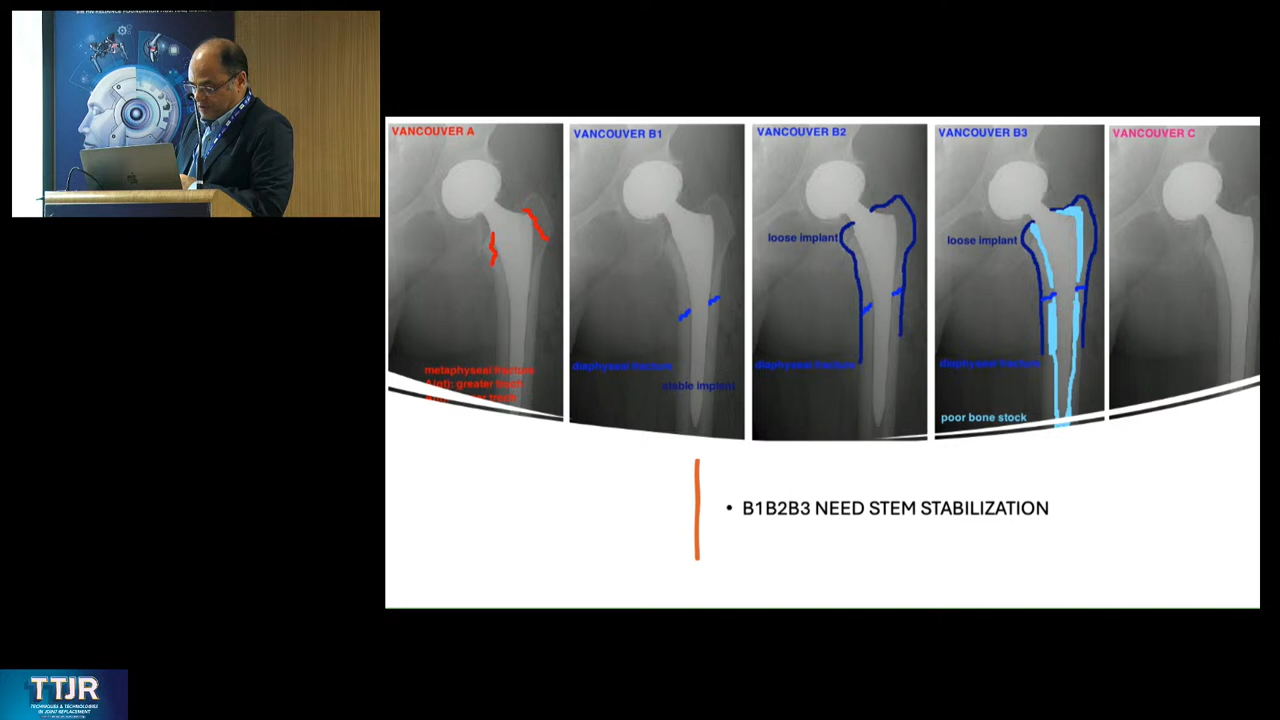 VANCOUVER A
VANCOUVER B1
VANCOUVER B2
VANCOUVER B3
VANCOUVER C
loose implant
loose implant
metaphyseal fracture
greater
diaphyseal fracture
stable implant
diaphyseal fracture
diaphyseal fracture
poor bone stock
• B1B2B3 NEED STEM STABILIZATION
TTJR
TECHNIQUES & TECHNOLOGIES
IN JOINT REPLACEMENT